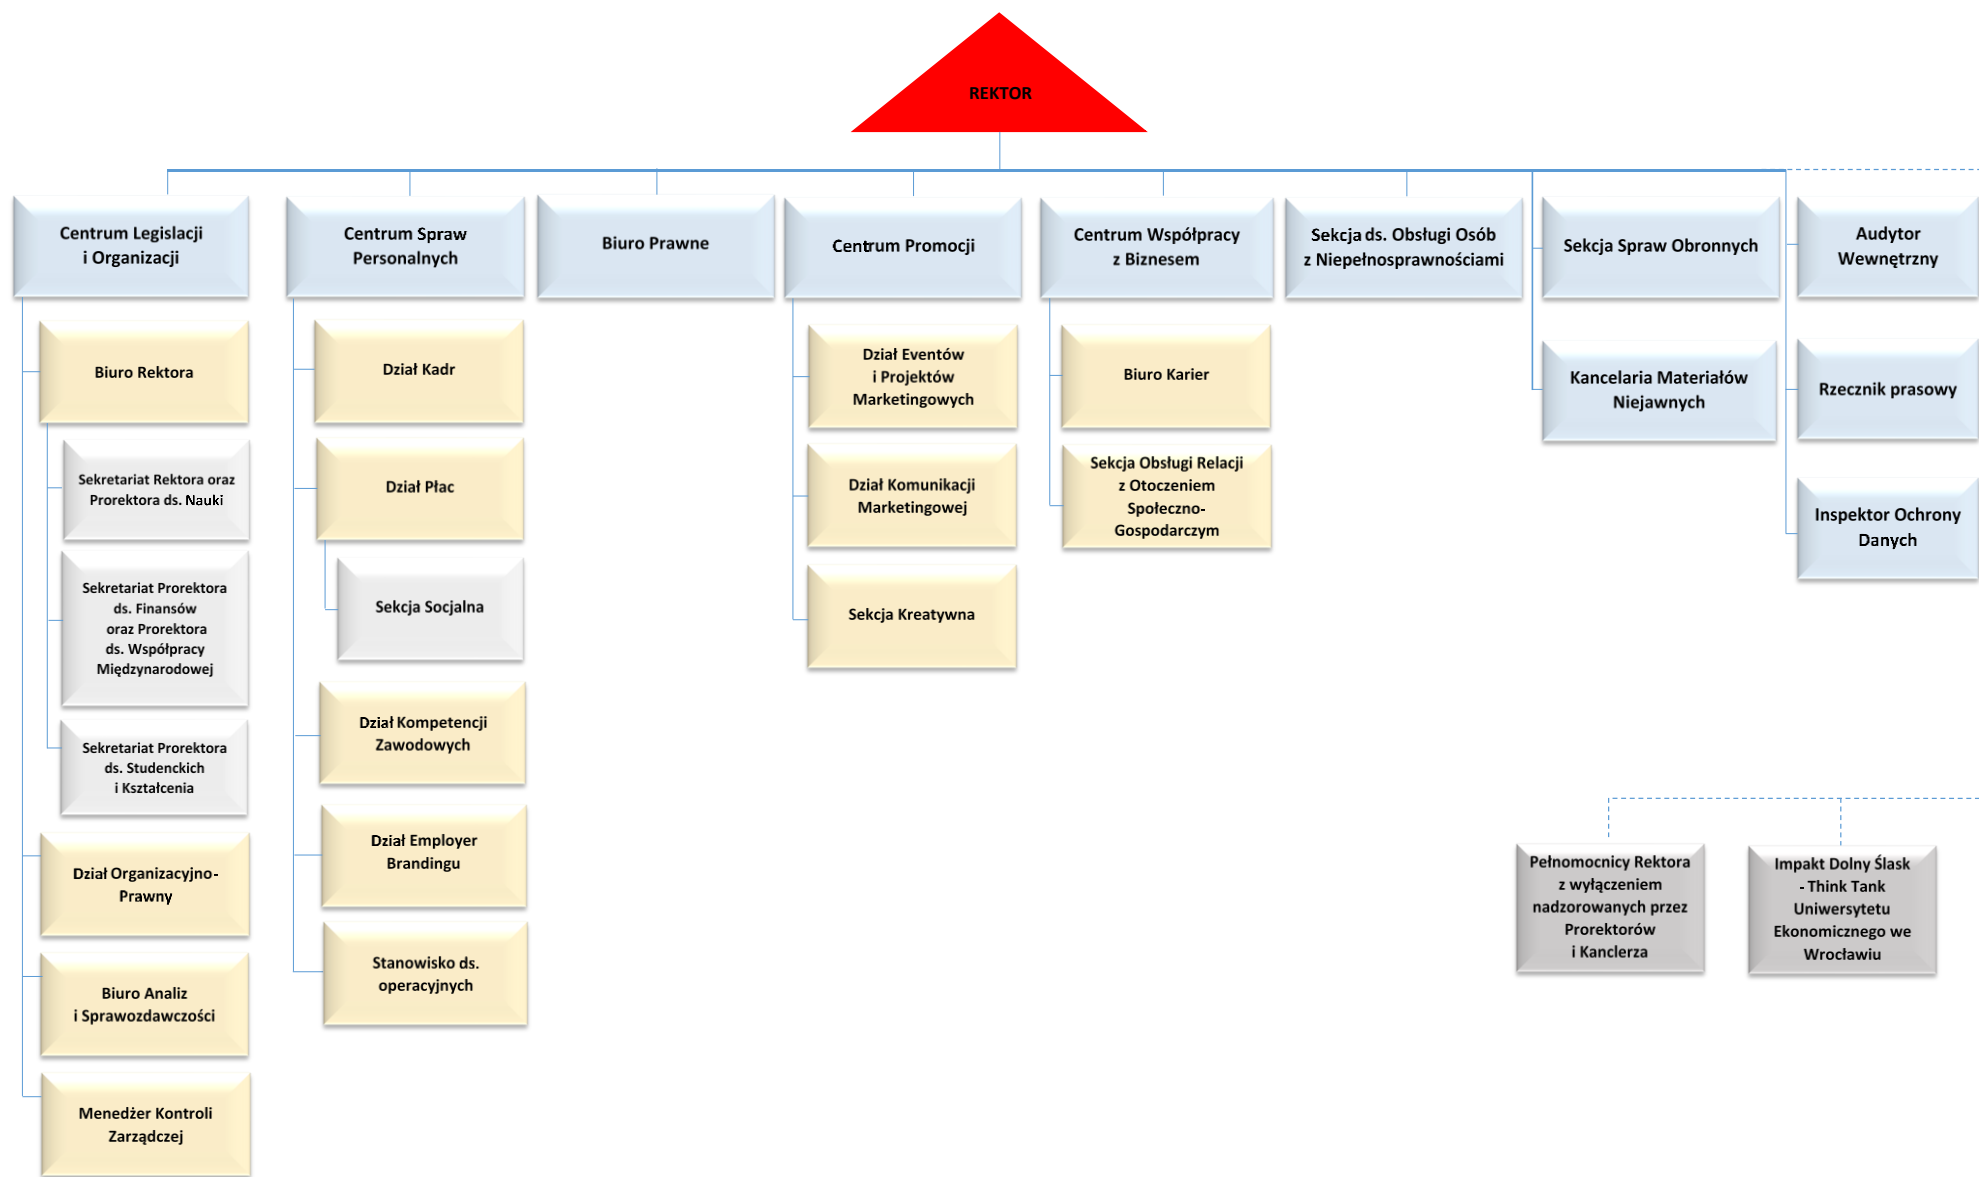 REKTOR
Centrum Legislacji
i Organizacji
Centrum Spraw
Personalnych
Biuro Prawne
Centrum Promocji
Centrum Współpracy
z Biznesem
Sekcja ds. Obsługi Osób
z Niepełnosprawnościami
Sekcja Spraw Obronnych
Audytor
Wewnętrzny
Biuro Rektora
Sekretariat Rektora oraz
Prorektora ds. Nauki
Sekretariat Prorektora
ds. Finansów
oraz Prorektora
ds. Współpracy
Międzynarodowej
Sekretariat Prorektora
ds. Studenckich
i Kształcenia
Dział Organizacyjno-
Prawny
Biuro Analiz
i Sprawozdawczości
Menedżer Kontroli
Zarządczej
Dział Kadr
Dział Płac
Sekcja Socjalna
Dział Kompetencji
Zawodowych
Dział Employer
Brandingu
Stanowisko ds.
operacyjnych
Dział Eventów
i Projektów
Marketingowych
Dział Komunikacji
Marketingowej
Sekcja Kreatywna
Biuro Karier
Sekcja Obsługi Relacji
z Otoczeniem
Społeczno-
Gospodarczym
Kancelaria Materiałów
Niejawnych
Rzecznik prasowy
Inspektor Ochrony
Danych
Pełnomocnicy Rektora
z wyłączeniem
nadzorowanych przez
Prorektorów
i Kanclerza
Impakt Dolny Ślask
- Think Tank
Uniwersytetu
Ekonomicznego we
Wrocławiu